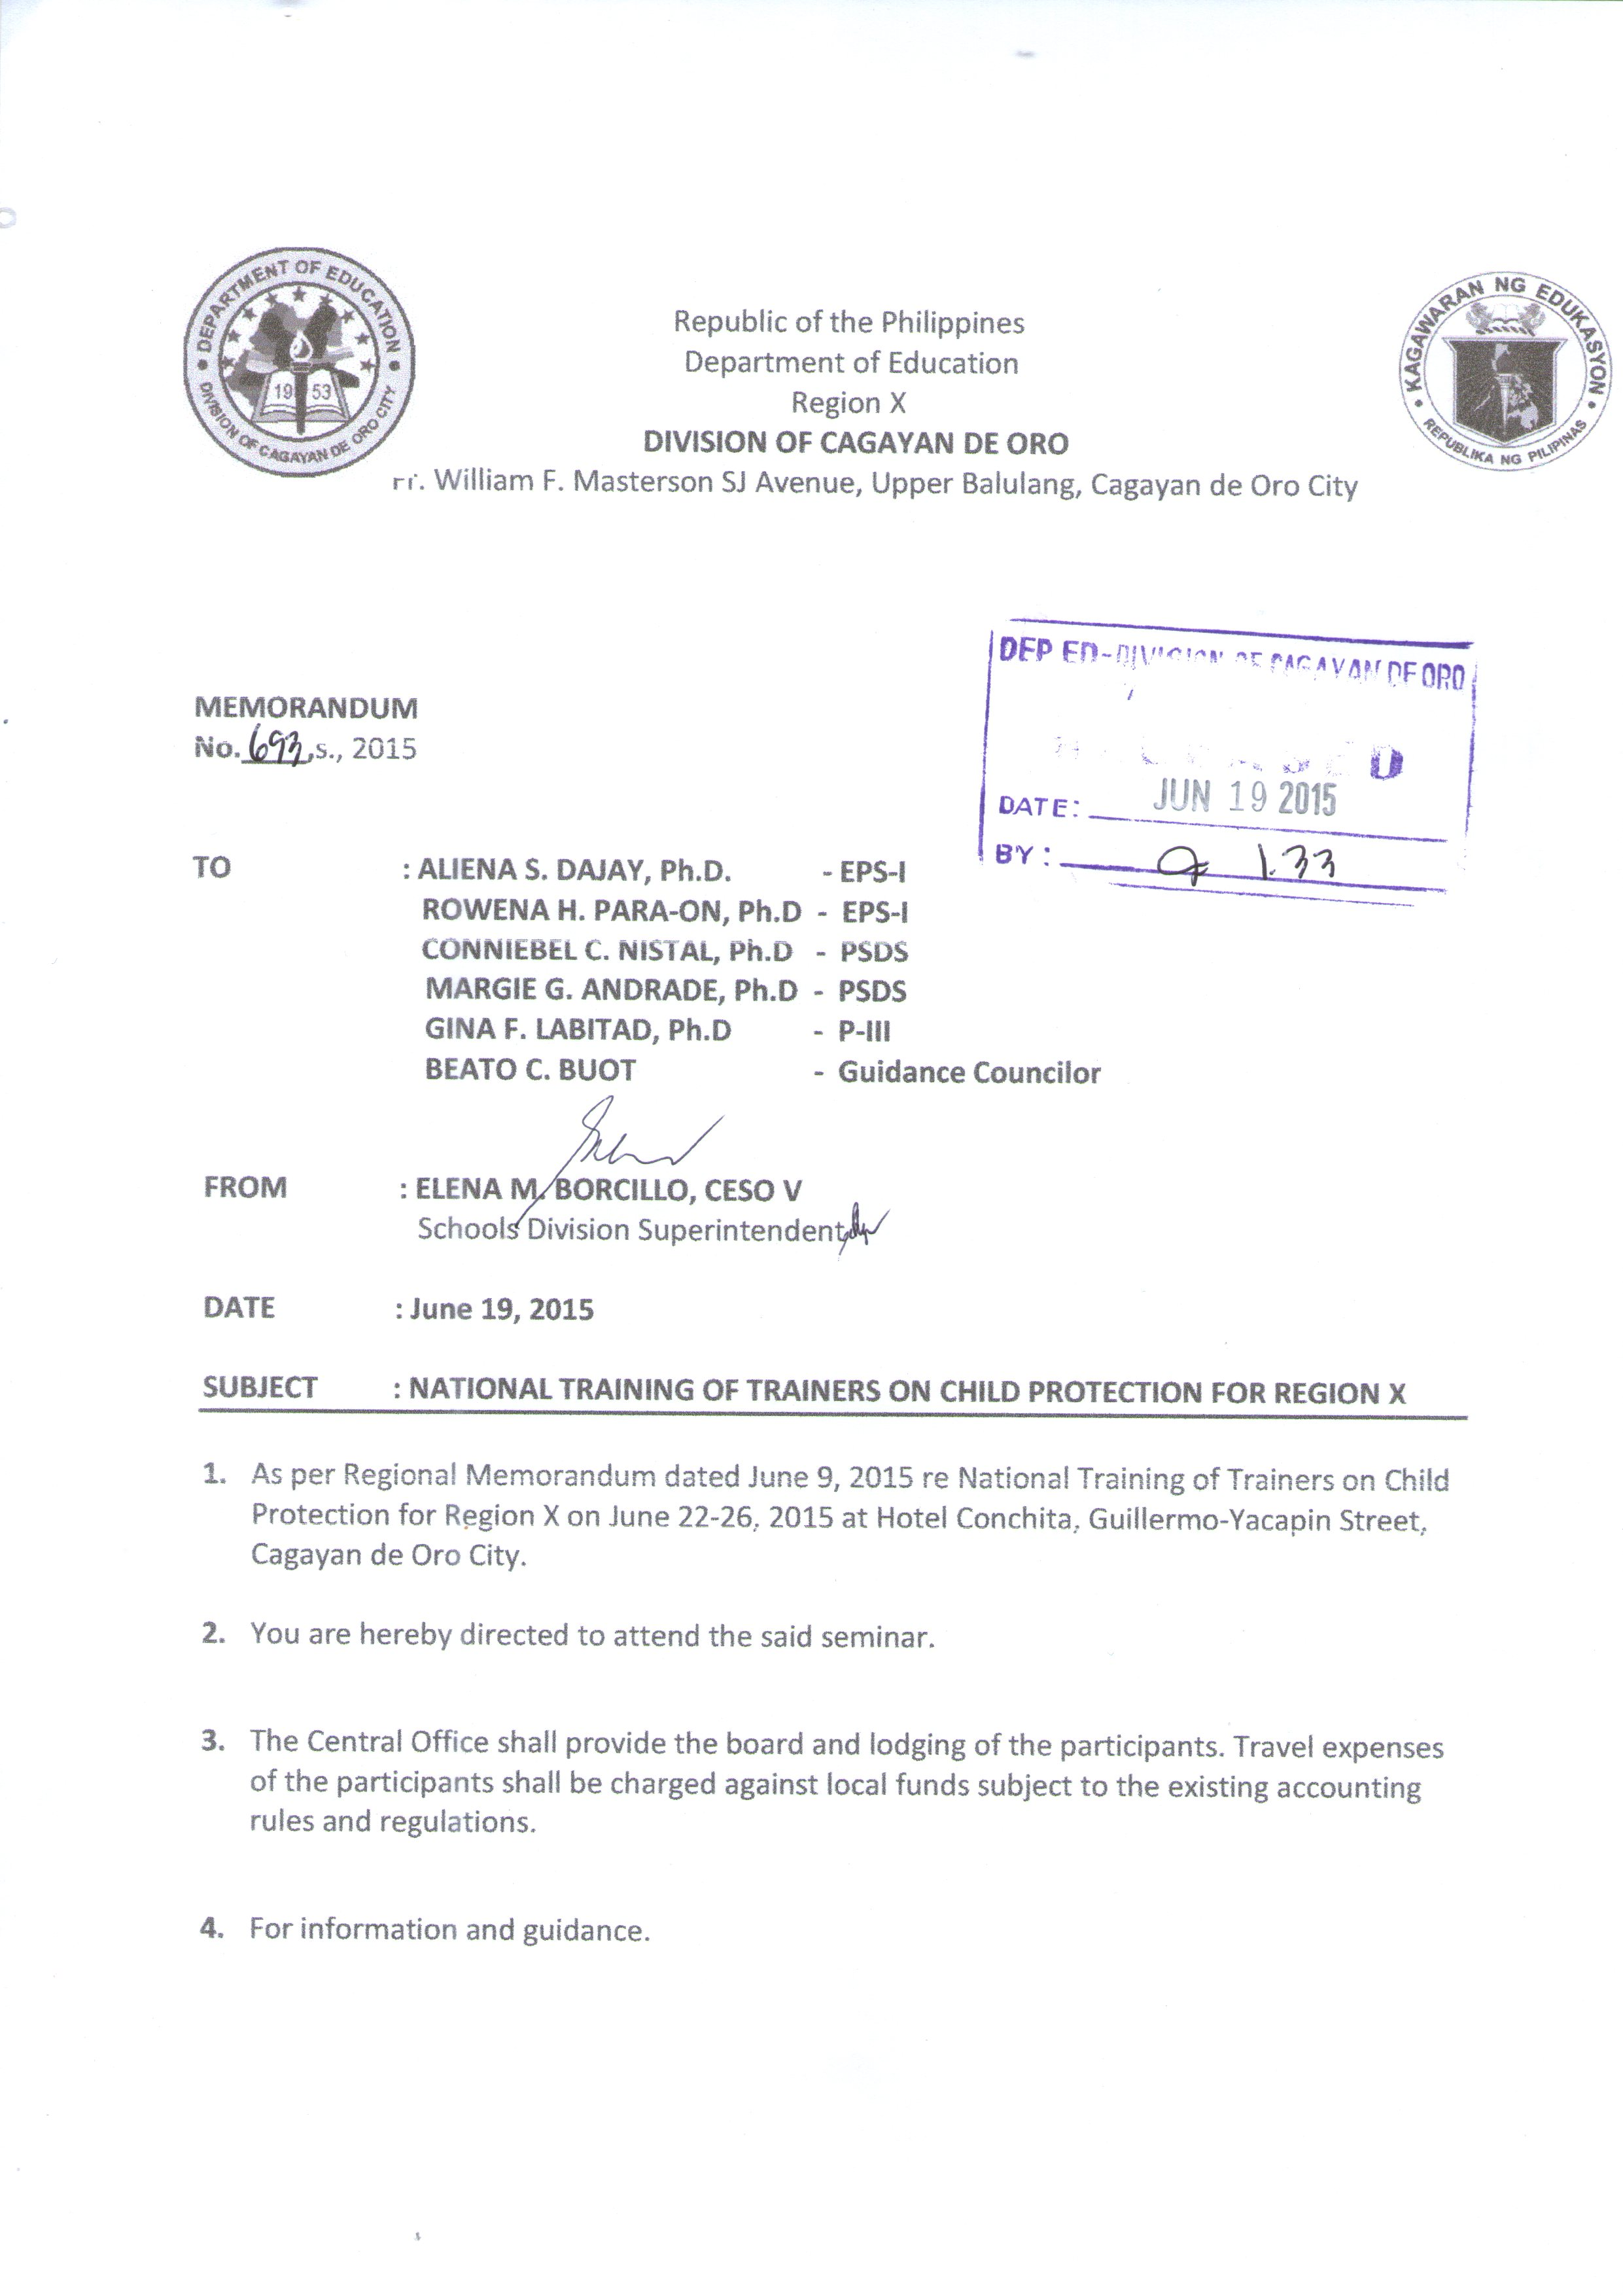 DEPARTMENT OF EDUCATION
DIVISION OF CAGAYAN DE ORO CITY
1953
KAGAWARAN NG EDUKASYON
REPUBLIKA NG PILIPINAS
Republic of the Philippines
Department of Education
Region X
DIVISION OF CAGAYAN DE ORO
William F. Masterson SJ Avenue, Upper Balulang, Cagayan de Oro City
DEP ED-DIVISION OF CAGAYAN DE ORO
DATE: JUN 19 2015
BY: 1.33
MEMORANDUM
No. 693, s., 2015
TO : ALIENA S. DAJAY, Ph.D. - EPS-I
ROWENA H. PARA-ON, Ph.D - EPS-I
CONNIEBEL C. NISTAL, Ph.D - PSDS
MARGIE G. ANDRADE, Ph.D - PSDS
GINA F. LABITAD, Ph.D - P-III
BEATO C. BUOT - Guidance Councilor
FROM : ELENA M. BORCILLO, CESO V
Schools Division Superintendent
DATE : June 19, 2015
SUBJECT : NATIONAL TRAINING OF TRAINERS ON CHILD PROTECTION FOR REGION X
1. As per Regional Memorandum dated June 9, 2015 re National Training of Trainers on Child
Protection for Region X on June 22-26, 2015 at Hotel Conchita, Guillermo-Yacapin Street,
Cagayan de Oro City.
2. You are hereby directed to attend the said seminar.
3. The Central Office shall provide the board and lodging of the participants. Travel expenses
of the participants shall be charged against local funds subject to the existing accounting
rules and regulations.
4. For information and guidance.